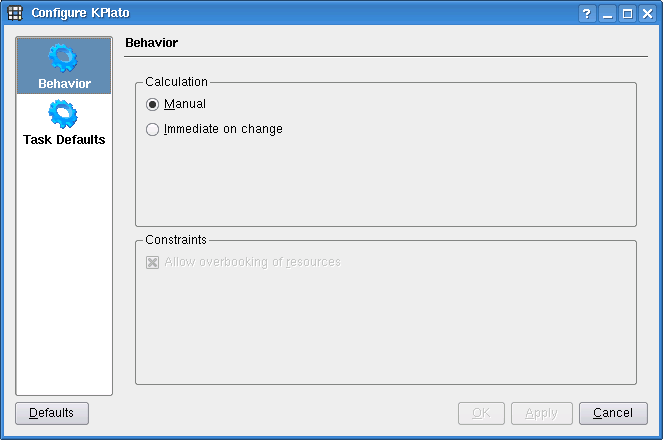 Configure KPlato
Behavior
Task Defaults
Behavior
Calculation
Manual
Immediate on change
Constraints
Allow overbooking of resources
Defaults
OK
Apply
Cancel